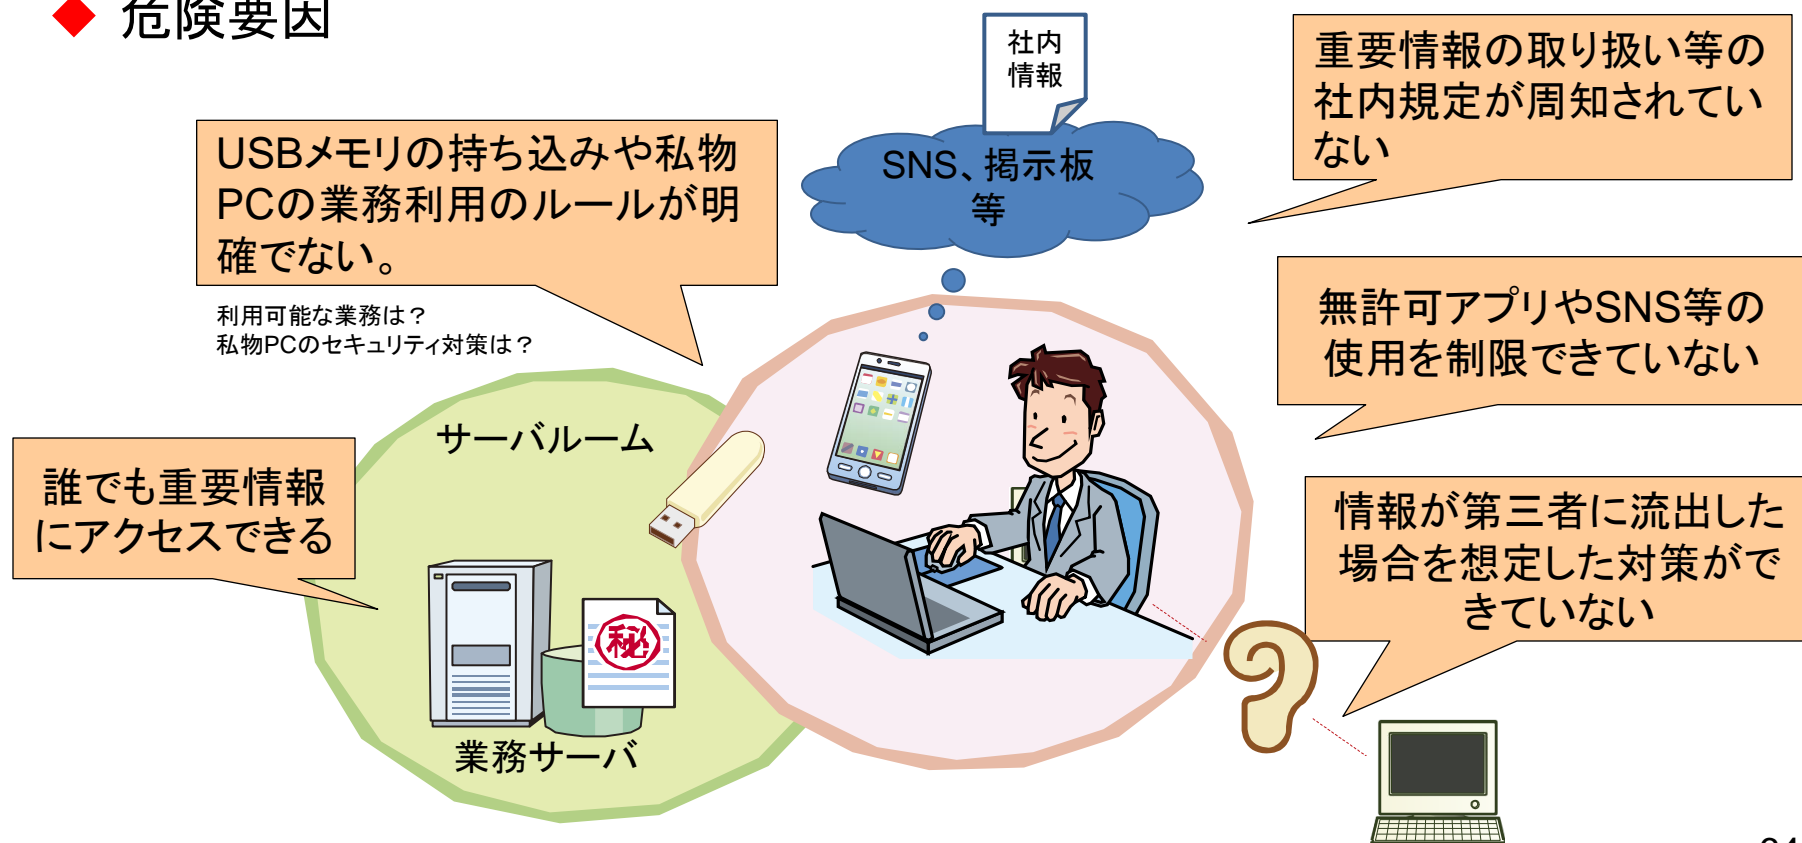 危険要因
社内
情報
SNS、掲示板
等
重要情報の取り扱い等の
社内規定が周知されてい
ない
USBメモリの持ち込みや私物
PCの業務利用のルールが明
確でない。
利用可能な業務は？
私物PCのセキュリティ対策は？
無許可アプリやSNS等の
使用を制限できていない
サーバルーム
誰でも重要情報
にアクセスできる
情報が第三者に流出した
場合を想定した対策がで
きていない
秘
業務サーバ